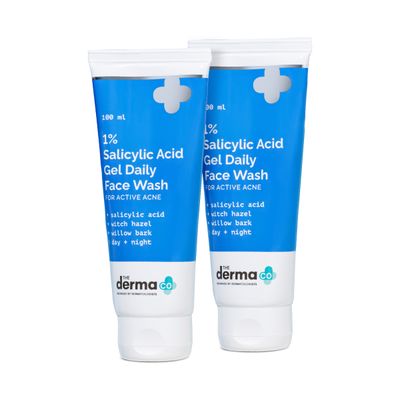 100 ml
1%
Salicylic Acid
Gel Daily
Face Wash
FOR ACTIVE ACNE
+ salicylic acid
+ witch hazel
+ willow bark
day + night
THE
derma co
100 ml
1%
Salicylic Acid
Gel Daily
Face Wash
FOR ACTIVE ACNE
+ salicylic acid
+ witch hazel
+ willow bark
day + night
THE
derma co